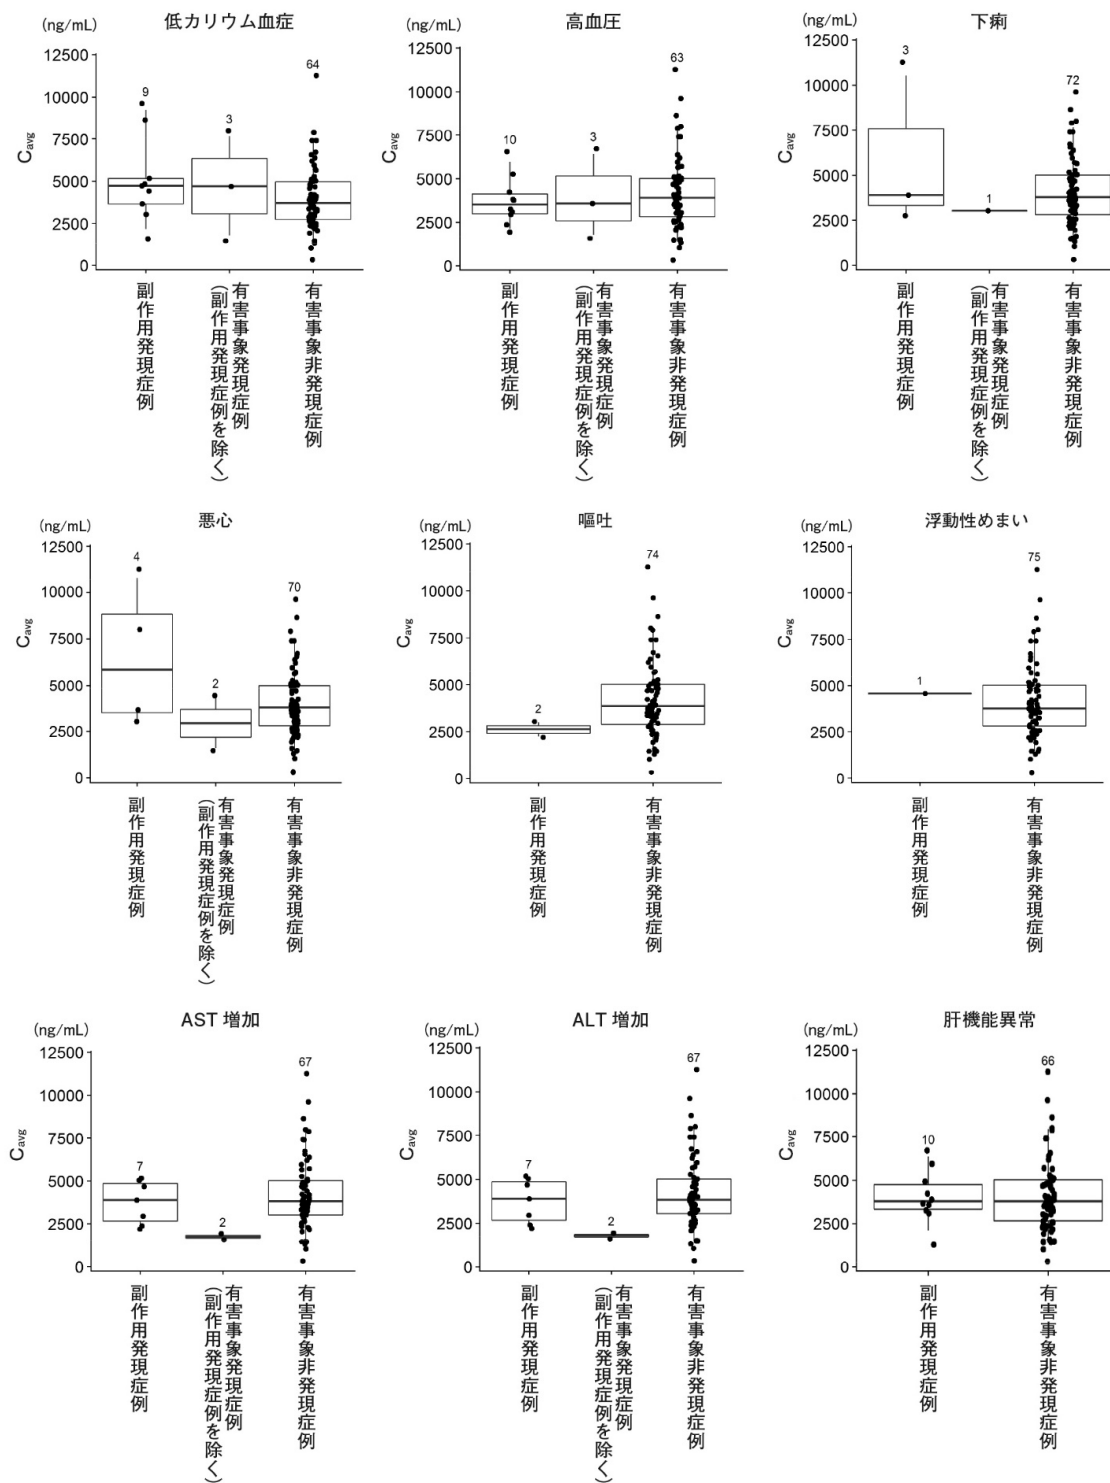 低カリウム血症
(ng/mL)
Cavg
12500
10000
7500
5000
2500
0
9
3
64
副作用発現症例
有害事象発現症例
(副作用発現症例を除く)
有害事象非発現症例
高血圧
(ng/mL)
Cavg
12500
10000
7500
5000
2500
0
10
3
63
副作用発現症例
有害事象発現症例
(副作用発現症例を除く)
有害事象非発現症例
下痢
(ng/mL)
Cavg
12500
10000
7500
5000
2500
0
3
1
72
副作用発現症例
有害事象発現症例
(副作用発現症例を除く)
有害事象非発現症例
悪心
(ng/mL)
Cavg
12500
10000
7500
5000
2500
0
4
2
70
副作用発現症例
有害事象発現症例
(副作用発現症例を除く)
有害事象非発現症例
嘔吐
(ng/mL)
Cavg
12500
10000
7500
5000
2500
0
2
74
副作用発現症例
有害事象非発現症例
浮動性めまい
(ng/mL)
Cavg
12500
10000
7500
5000
2500
0
1
75
副作用発現症例
有害事象非発現症例
AST 増加
(ng/mL)
Cavg
12500
10000
7500
5000
2500
0
7
2
67
副作用発現症例
有害事象発現症例
(副作用発現症例を除く)
有害事象非発現症例
ALT 増加
(ng/mL)
Cavg
12500
10000
7500
5000
2500
0
7
2
67
副作用発現症例
有害事象発現症例
(副作用発現症例を除く)
有害事象非発現症例
肝機能異常
(ng/mL)
Cavg
12500
10000
7500
5000
2500
0
10
66
副作用発現症例
有害事象非発現症例